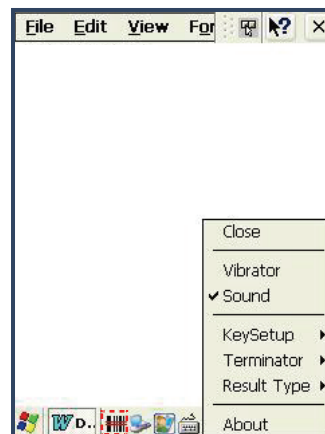 File Edit View For
Close
Vibrator
Sound
KeySetup
Terminator
Result Type
About
D..